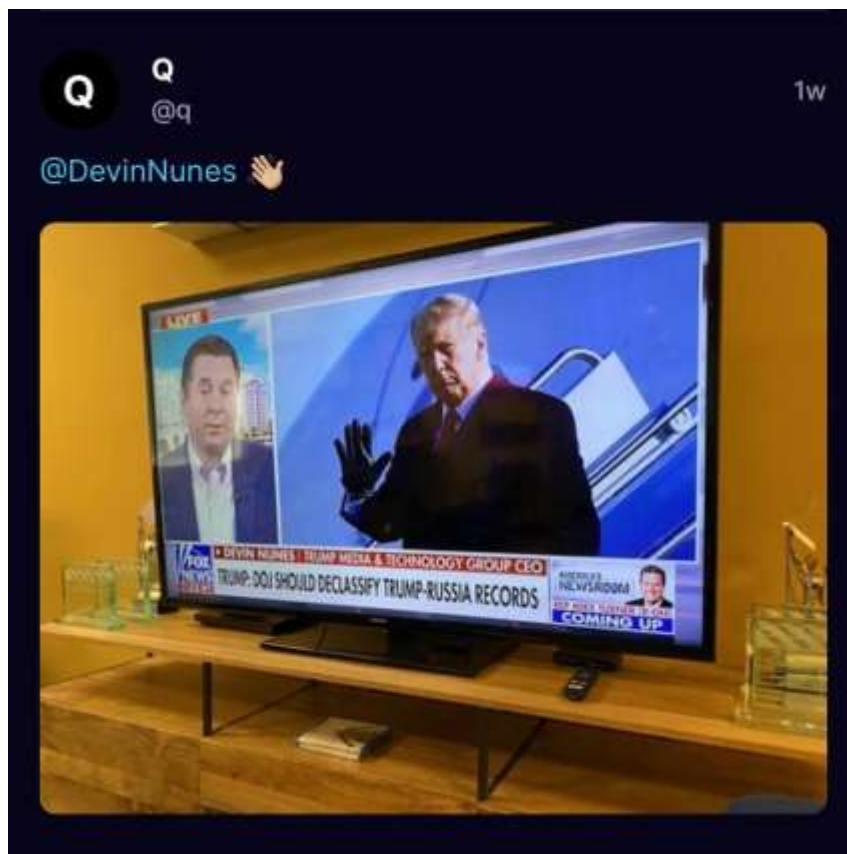 Q
Q
@q
1w
@DevinNunes 👋🏼
LIVE
• DEVIN NUNES | TRUMP MEDIA & TECHNOLOGY GROUP CEO
FOX
TRUMP: DOJ SHOULD DECLASSIFY TRUMP-RUSSIA RECORDS
AMERICA'S
NEWSROOM
COMING UP